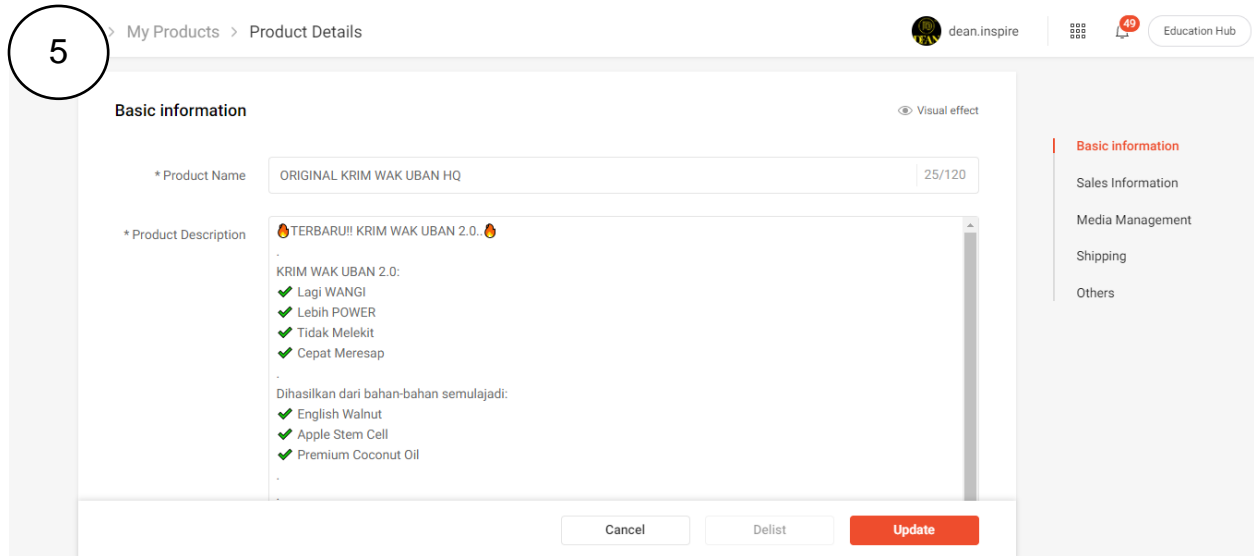 5
> My Products > Product Details
dean.inspire
49
Education Hub
Basic information
Visual effect
* Product Name
ORIGINAL KRIM WAK UBAN HQ
25/120
* Product Description
🔥TERBARU!! KRIM WAK UBAN 2.0..🔥
.
KRIM WAK UBAN 2.0:
✔ Lagi WANGI
✔ Lebih POWER
✔ Tidak Melekit
✔ Cepat Meresap
.
Dihasilkan dari bahan-bahan semulajadi:
✔ English Walnut
✔ Apple Stem Cell
✔ Premium Coconut Oil
.
.
Cancel
Delist
Update
Basic information
Sales Information
Media Management
Shipping
Others